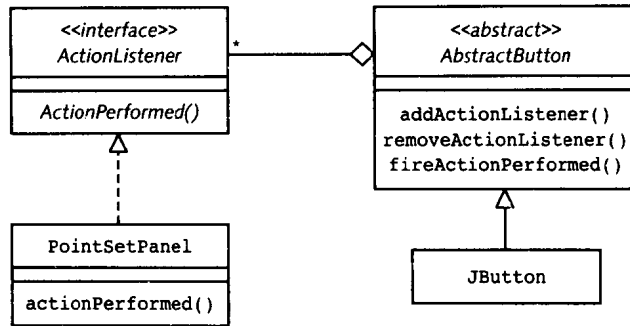 <<interface>>
ActionListener
ActionPerformed()
*
<<abstract>>
AbstractButton
addActionListener()
removeActionListener()
fireActionPerformed()
PointSetPanel
actionPerformed()
JButton